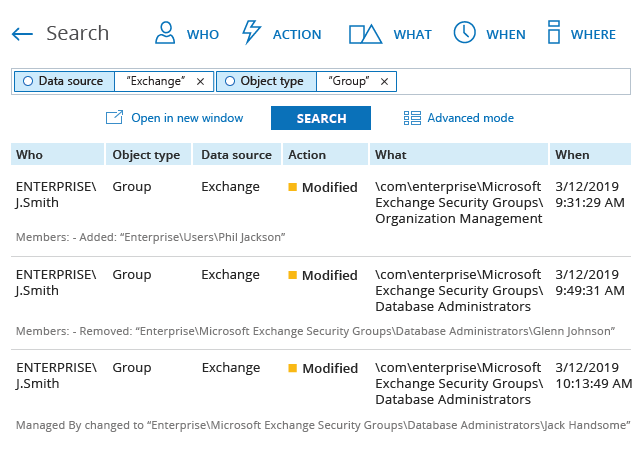 Search WHO ACTION WHAT WHEN WHERE
Data source "Exchange" × Object type "Group" ×
Open in new window SEARCH Advanced mode
Who Object type Data source Action What When
ENTERPRISE\ Group Exchange Modified \com\enterprise\Microsoft 3/12/2019
J.Smith Exchange Security Groups\ 9:31:29 AM
Organization Management
Members: - Added: “Enterprise\Users\Phil Jackson”
ENTERPRISE\ Group Exchange Modified \com\enterprise\Microsoft 3/12/2019
J.Smith Exchange Security Groups\ 9:49:31 AM
Database Administrators
Members: - Removed: “Enterprise\Microsoft Exchange Security Groups\Database Administrators\Glenn Johnson”
ENTERPRISE\ Group Exchange Modified \com\enterprise\Microsoft 3/12/2019
J.Smith Exchange Security Groups\ 10:13:49 AM
Database Administrators
Managed By changed to “Enterprise\Microsoft Exchange Security Groups\Database Administrators\Jack Handsome”